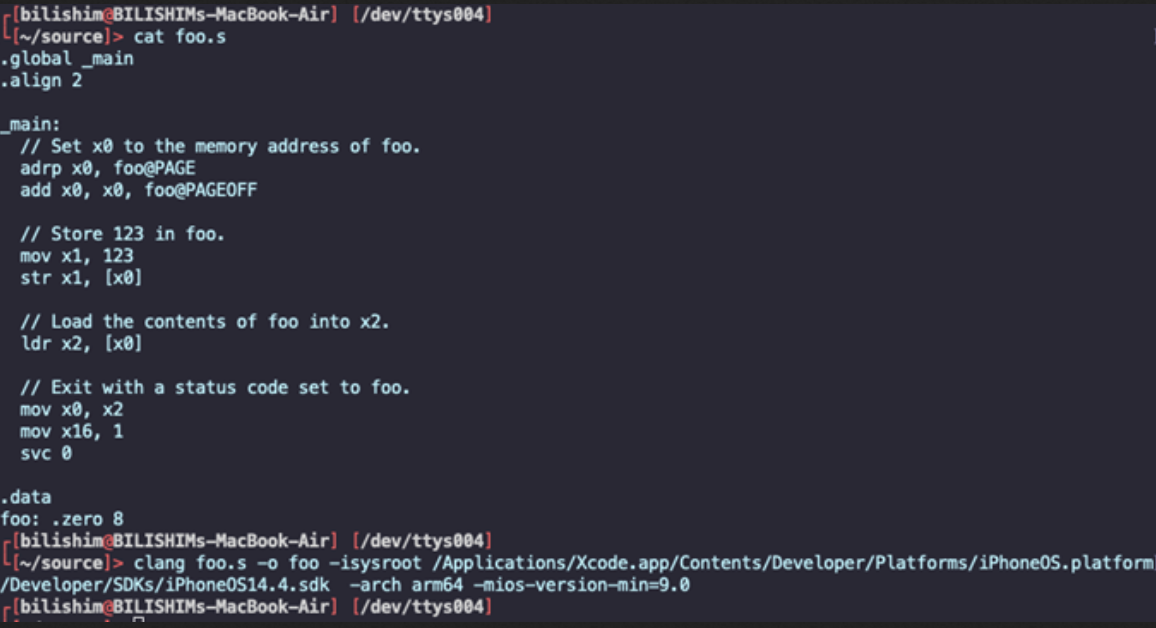 [bilishim@BILISHIMs-MacBook-Air] [/dev/ttys004]
[~/source]> cat foo.s
.global _main
.align 2
_main:
// Set x0 to the memory address of foo.
adrp x0, foo@PAGE
add x0, x0, foo@PAGEOFF
// Store 123 in foo.
mov x1, 123
str x1, [x0]
// Load the contents of foo into x2.
ldr x2, [x0]
// Exit with a status code set to foo.
mov x0, x2
mov x16, 1
svc 0
.data
foo: .zero 8
[bilishim@BILISHIMs-MacBook-Air] [/dev/ttys004]
[~/source]> clang foo.s -o foo -isysroot /Applications/Xcode.app/Contents/Developer/Platforms/iPhoneOS.platform
/Developer/SDKs/iPhoneOS14.4.sdk  -arch arm64 -mios-version-min=9.0
[bilishim@BILISHIMs-MacBook-Air] [/dev/ttys004]